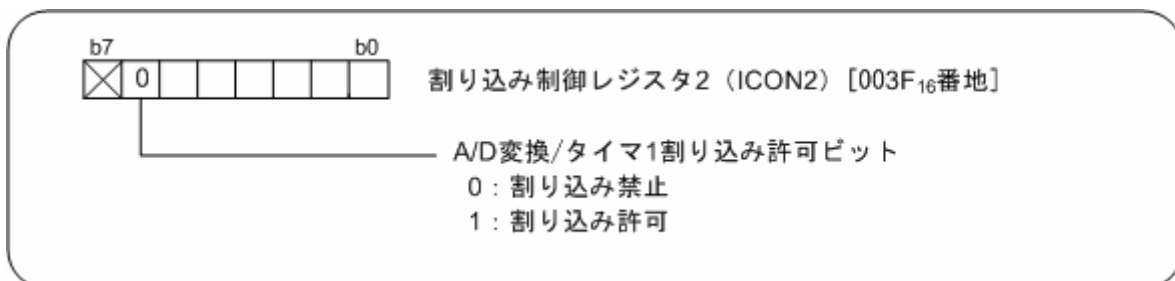 b7 b0
0
割り込み制御レジスタ2（ICON2）[003F₁₆番地]
A/D変換/タイマ1割り込み許可ビット
0：割り込み禁止
1：割り込み許可